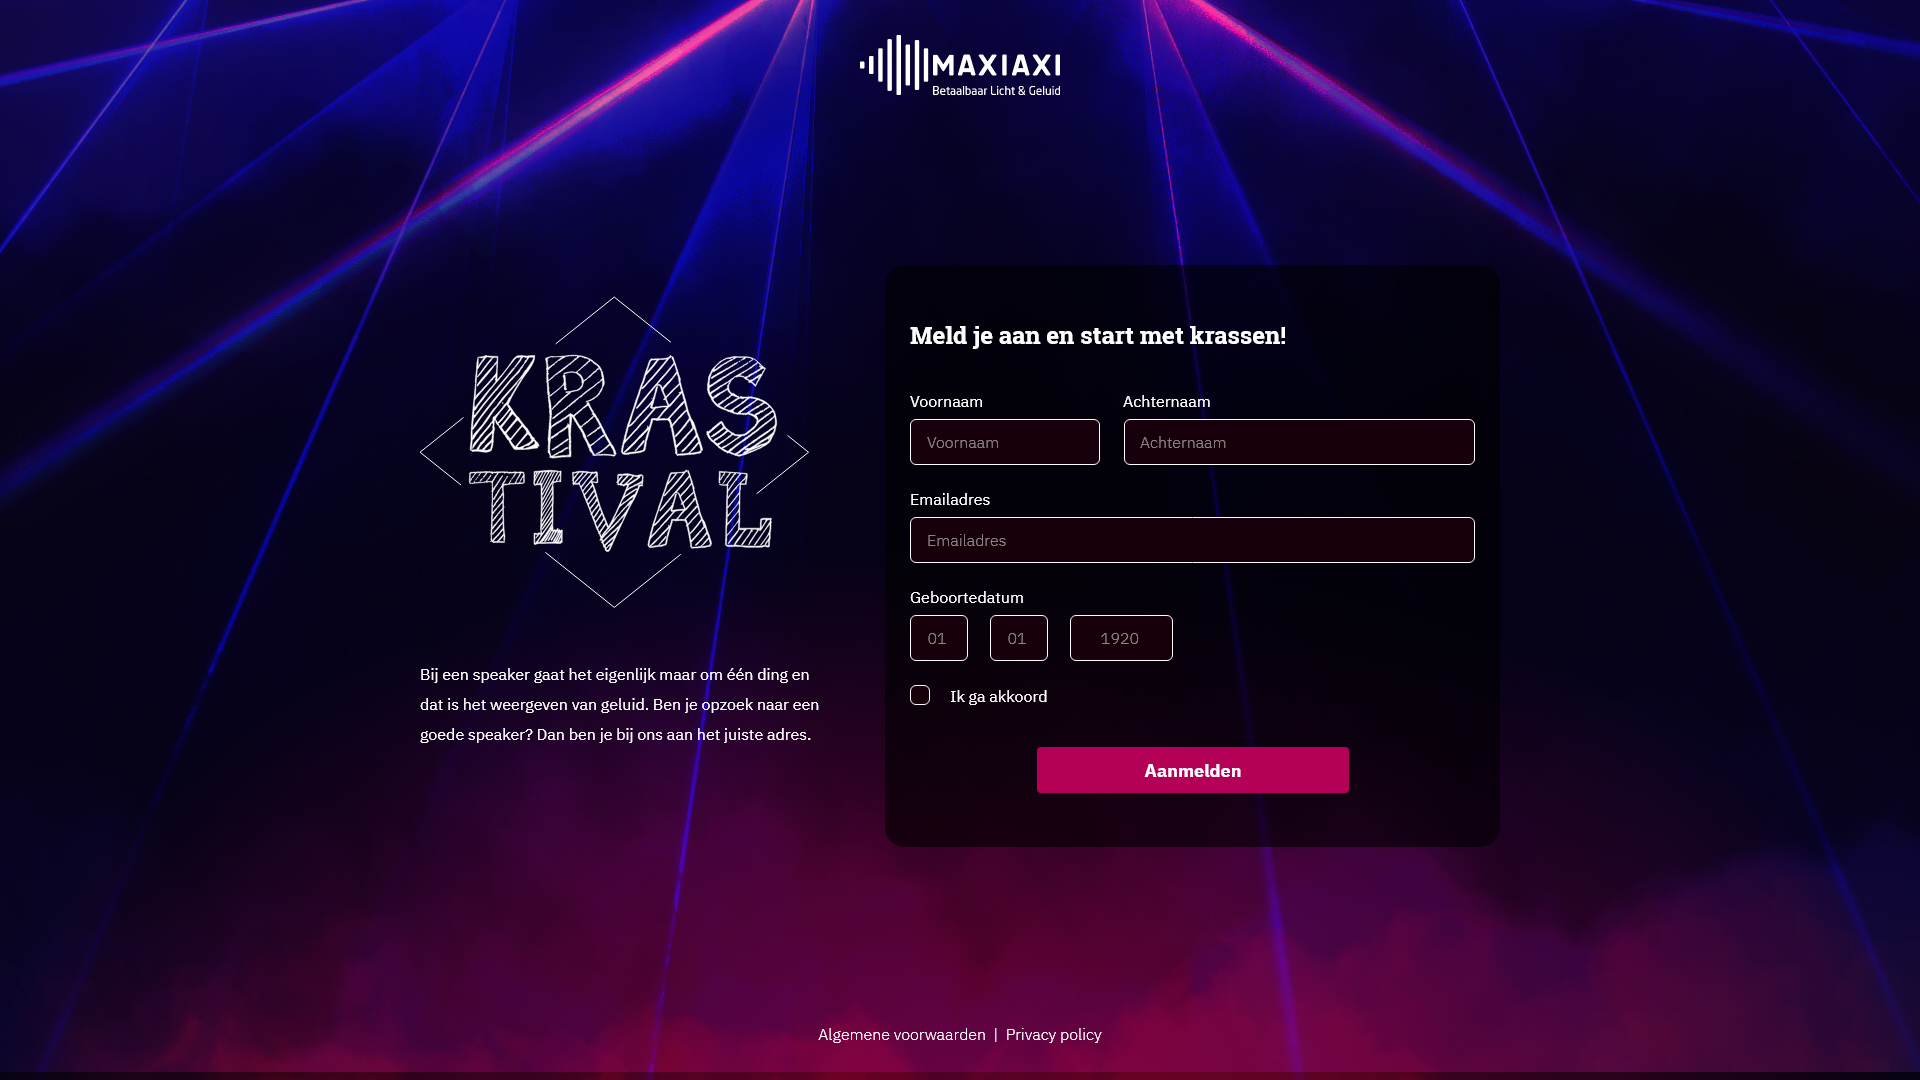 MAXIAXI
Betaalbaar Licht & Geluid
KRAS
TIVAL
Bij een speaker gaat het eigenlijk maar om één ding en
dat is het weergeven van geluid. Ben je opzoek naar een
goede speaker? Dan ben je bij ons aan het juiste adres.
Meld je aan en start met krassen!
Voornaam Achternaam
Voornaam Achternaam
Emailadres
Emailadres
Geboortedatum
01 01 1920
Ik ga akkoord
Aanmelden
Algemene voorwaarden | Privacy policy